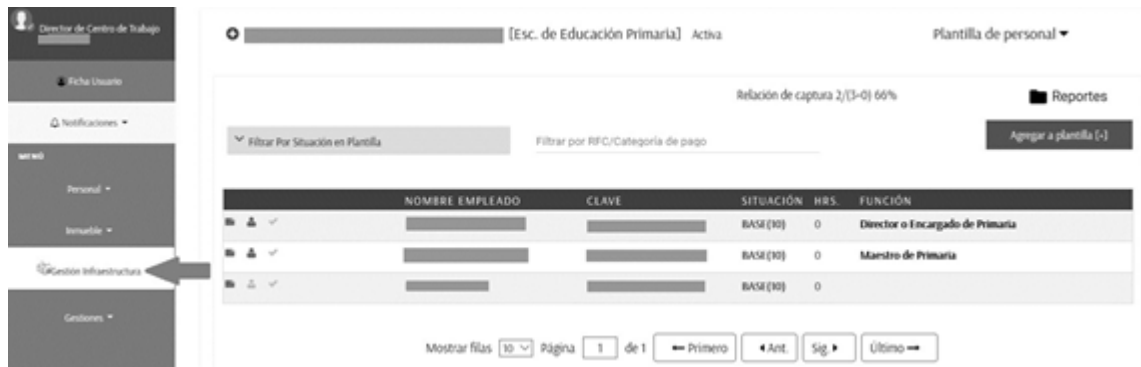 Director de Centro de Trabajo
Ficha Usuario
Notificaciones
MENÚ
Personal
Inmueble
Gestión Infraestructura
Gestiones
[Esc. de Educación Primaria] Activa
Plantilla de personal
Relación de captura 2/(3-0) 66%
Reportes
Filtrar Por Situación en Plantilla
Filtrar por RFC/Categoría de pago
Agregar a plantilla [+]
NOMBRE EMPLEADO CLAVE SITUACIÓN HRS. FUNCIÓN
BASE(10) 0 Director o Encargado de Primaria
BASE(10) 0 Maestro de Primaria
BASE(10) 0
Mostrar filas 10 Página 1 de 1 Primero Ant. Sig. Último